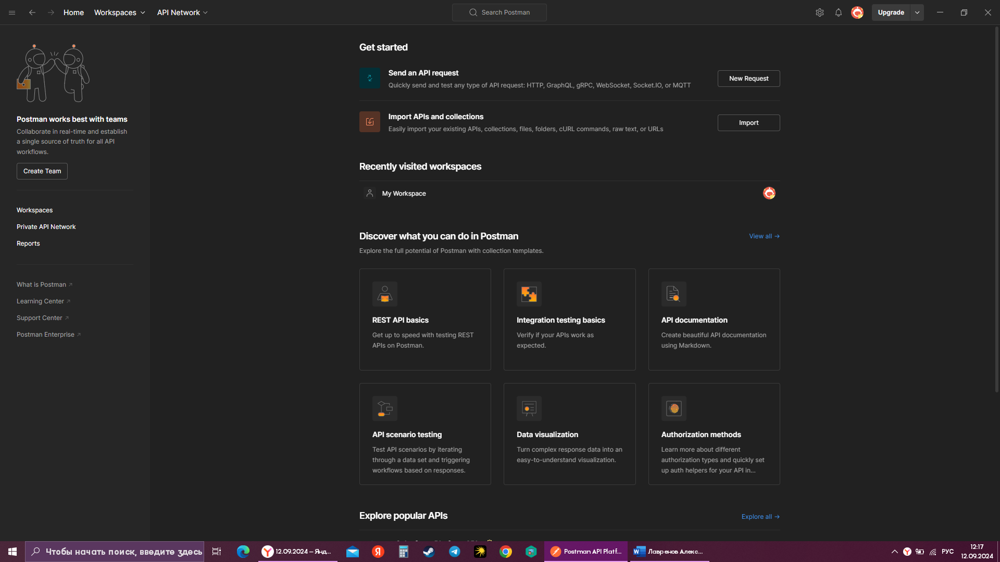 Home
Workspaces
API Network
Search Postman
Upgrade
Postman works best with teams
Collaborate in real-time and establish
a single source of truth for all API
workflows.
Create Team
Workspaces
Private API Network
Reports
What is Postman
Learning Center
Support Center
Postman Enterprise
Get started
Send an API request
Quickly send and test any type of API request: HTTP, GraphQL, gRPC, WebSocket, Socket.IO, or MQTT
New Request
Import APIs and collections
Easily import your existing APIs, collections, files, folders, cURL commands, raw text, or URLs
Import
Recently visited workspaces
My Workspace
Discover what you can do in Postman
View all →
Explore the full potential of Postman with collection templates.
REST API basics
Get up to speed with testing REST
APIs on Postman.
Integration testing basics
Verify if your APIs work as
expected.
API documentation
Create beautiful API documentation
using Markdown.
API scenario testing
Test API scenarios by iterating
through a data set and triggering
workflows based on responses.
Data visualization
Turn complex response data into an
easy-to-understand visualization.
Authorization methods
Learn more about different
authorization types and quickly set
up auth helpers for your API in...
Explore popular APIs
Explore all →
Чтобы начать поиск, введите здесь
12.09.2024 – Янд...
Postman API Platf...
Лавренов Алекс...
РУС
12:17
12.09.2024